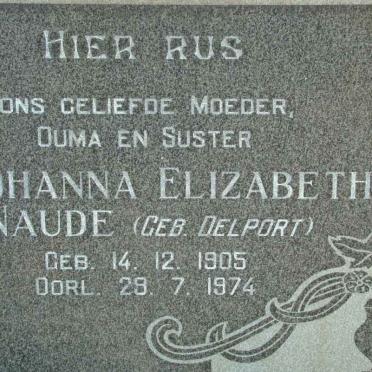 HIER RUS
ONS GELIEFDE MOEDER,
OUMA EN SUSTER
OHANNA ELIZABETH
NAUDE (GEB. DELPORT)
GEB. 14. 12. 1905
OORL. 29. 7. 1974